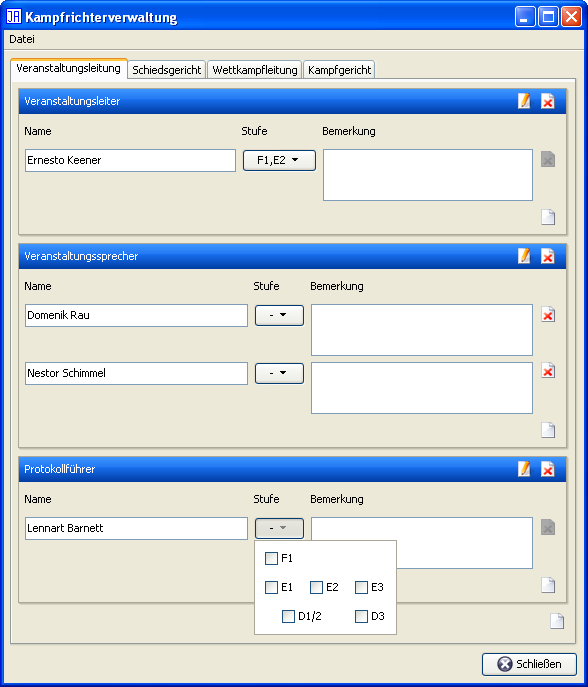 JA Kampfrichterverwaltung
Datei
Veranstaltungsleitung Schiedsgericht Wettkampfleitung Kampfgericht
Veranstaltungsleiter
Name Stufe Bemerkung
Ernesto Keener F1,E2
Veranstaltungssprecher
Name Stufe Bemerkung
Domenik Rau -
Nestor Schimmel -
Protokollführer
Name Stufe Bemerkung
Lennart Barnett -
F1
E1 E2 E3
D1/2 D3
Schließen